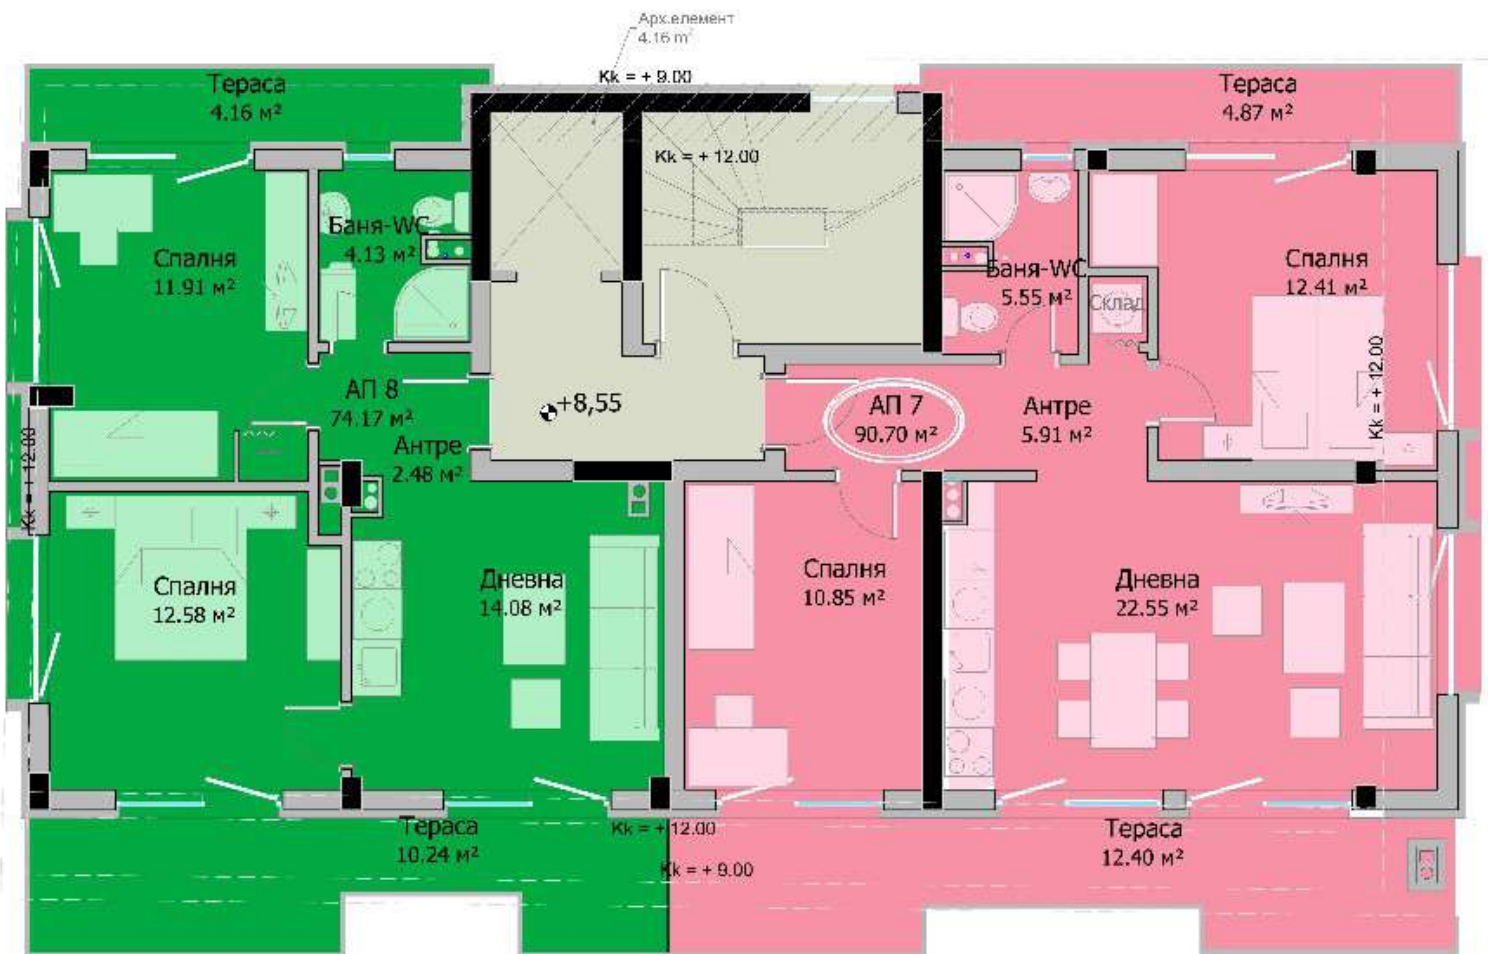 Арх.елемент
4.16 m²
Kk = + 9.00
Тераса
4.16 м²
Тераса
4.87 м²
Kk = + 12.00
Баня-WC
4.13 м²
Спалня
11.91 м²
Баня-WC
5.55 м²
Склад
Спалня
12.41 м²
Kk = + 12.00
АП 8
74.17 м²
Антре
2.48 м²
+8,55
АП 7
90.70 м²
Антре
5.91 м²
Kk = + 12.00
Спалня
12.58 м²
Дневна
14.08 м²
Спалня
10.85 м²
Дневна
22.55 м²
Тераса
10.24 м²
Kk = + 12.00
Kk = + 9.00
Тераса
12.40 м²